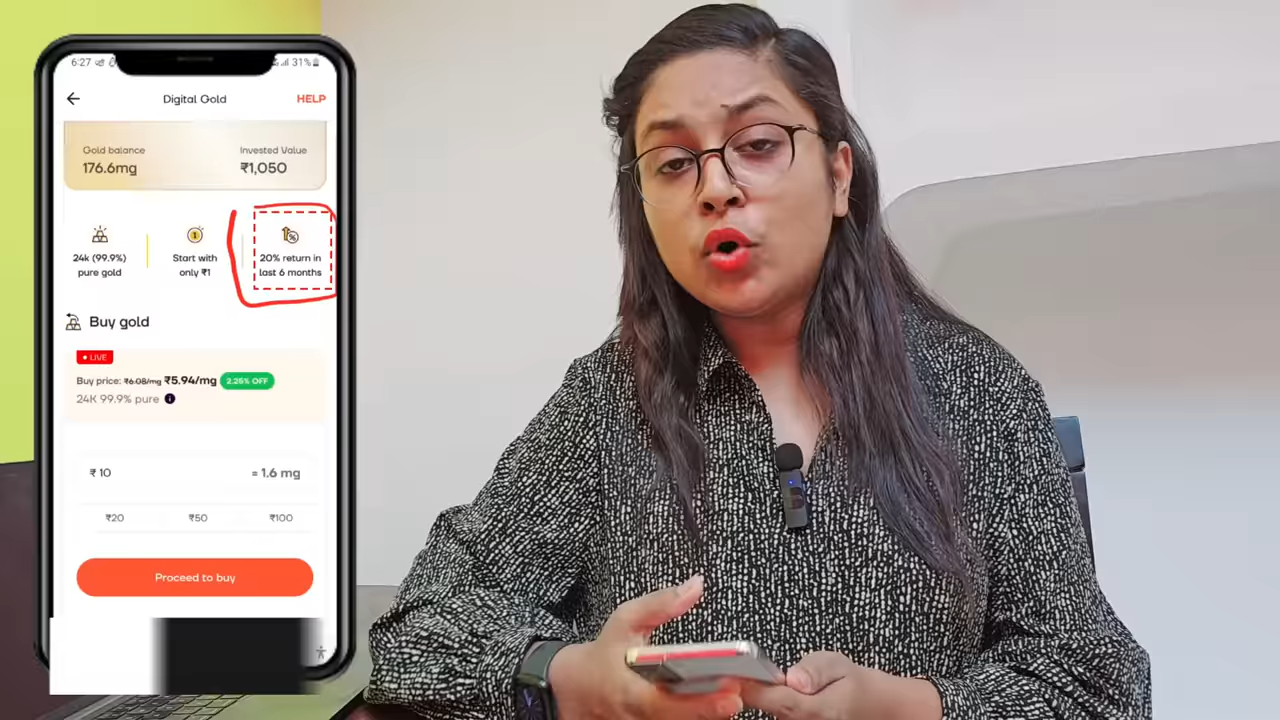 6:27
31%
Digital Gold
HELP
Gold balance
Invested Value
176.6mg
₹1,050
24k (99.9%)
pure gold
Start with
only ₹1
20% return in
last 6 months
Buy gold
LIVE
Buy price: ₹6.08/mg ₹5.94/mg 2.25% OFF
24K 99.9% pure
₹ 10
= 1.6 mg
₹20
₹50
₹100
Proceed to buy